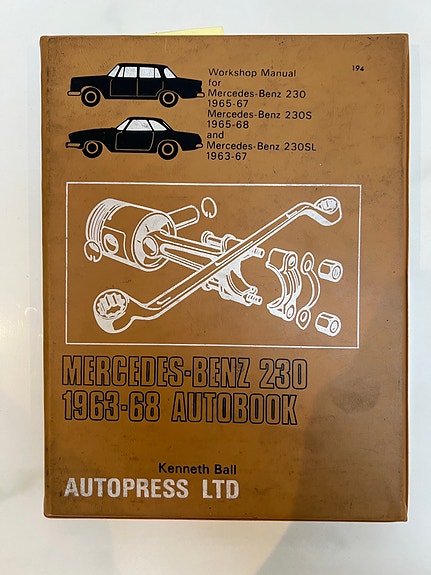 194
Workshop Manual
for
Mercedes-Benz 230
1965-67
Mercedes-Benz 230S
1965-68
and
Mercedes-Benz 230SL
1963-67
MERCEDES-BENZ 230
1963-68 AUTOBOOK
Kenneth Ball
AUTOPRESS LTD